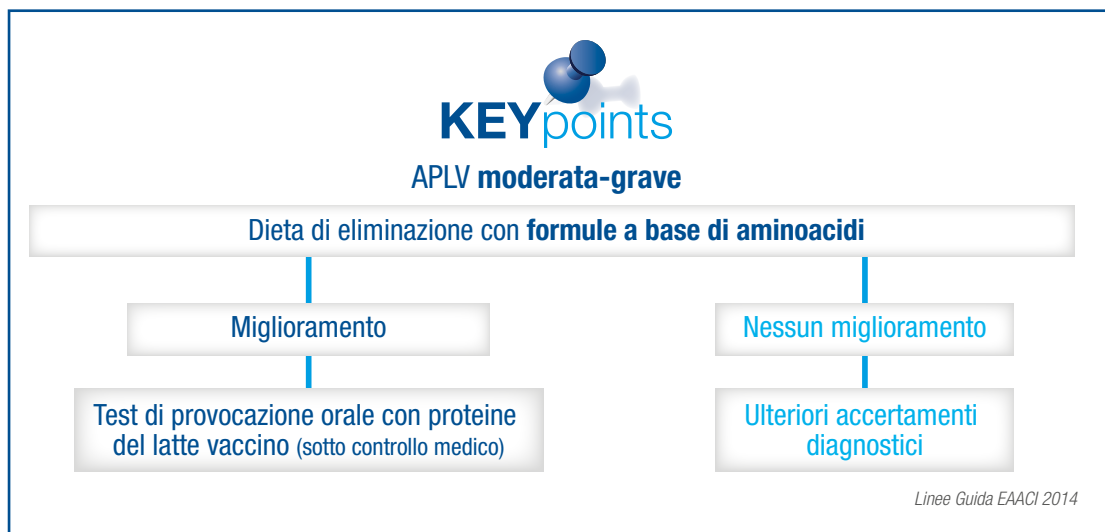 KEYpoints
APLV moderata-grave
Dieta di eliminazione con formule a base di aminoacidi
Miglioramento
Nessun miglioramento
Test di provocazione orale con proteine
del latte vaccino (sotto controllo medico)
Ulteriori accertamenti
diagnostici
Linee Guida EAACI 2014